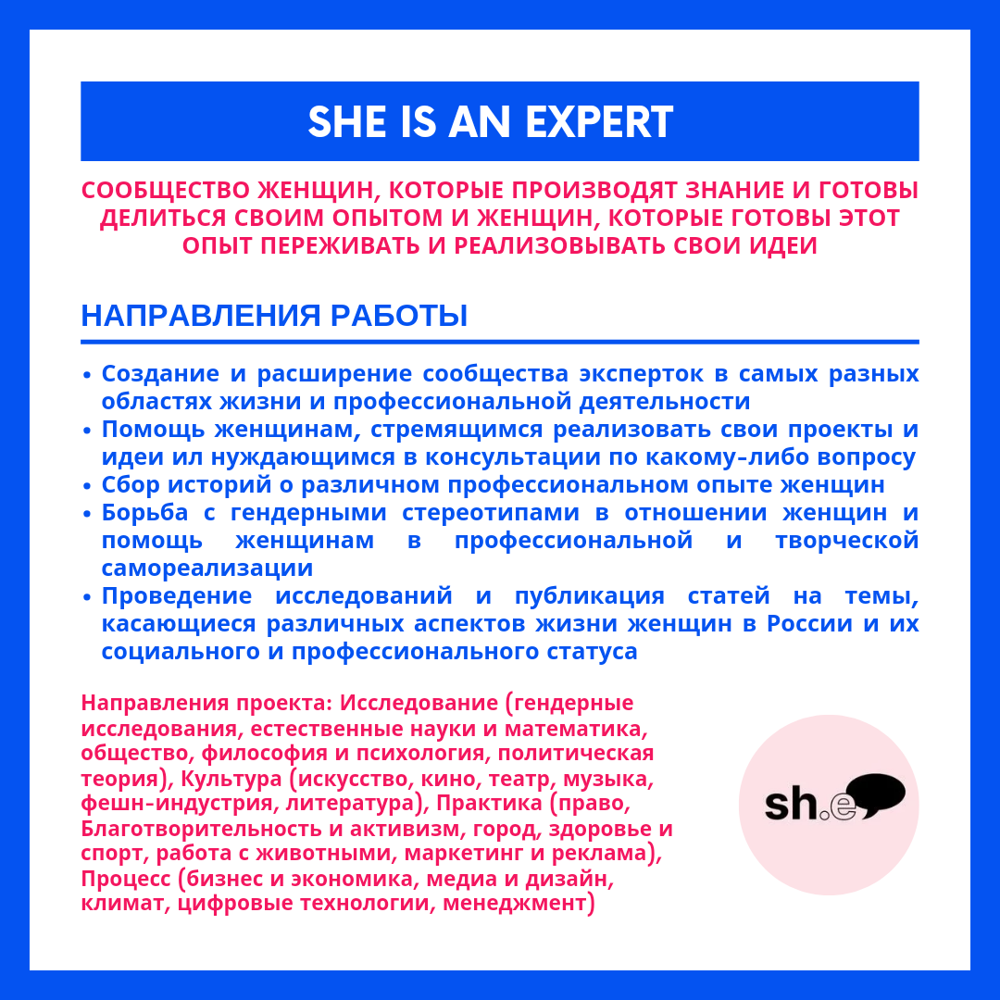 SHE IS AN EXPERT
СООБЩЕСТВО ЖЕНЩИН, КОТОРЫЕ ПРОИЗВОДЯТ ЗНАНИЕ И ГОТОВЫ
ДЕЛИТЬСЯ СВОИМ ОПЫТОМ И ЖЕНЩИН, КОТОРЫЕ ГОТОВЫ ЭТОТ
ОПЫТ ПЕРЕЖИВАТЬ И РЕАЛИЗОВЫВАТЬ СВОИ ИДЕИ
НАПРАВЛЕНИЯ РАБОТЫ
• Создание и расширение сообщества эксперток в самых разных
областях жизни и профессиональной деятельности
• Помощь женщинам, стремящимся реализовать свои проекты и
идеи ил нуждающимся в консультации по какому-либо вопросу
• Сбор историй о различном профессиональном опыте женщин
• Борьба с гендерными стереотипами в отношении женщин и
помощь женщинам в профессиональной и творческой
самореализации
• Проведение исследований и публикация статей на темы,
касающиеся различных аспектов жизни женщин в России и их
социального и профессионального статуса
Направления проекта: Исследование (гендерные
исследования, естественные науки и математика,
общество, философия и психология, политическая
теория), Культура (искусство, кино, театр, музыка,
фешн-индустрия, литература), Практика (право,
Благотворительность и активизм, город, здоровье и
спорт, работа с животными, маркетинг и реклама),
Процесс (бизнес и экономика, медиа и дизайн,
климат, цифровые технологии, менеджмент)
sh.e